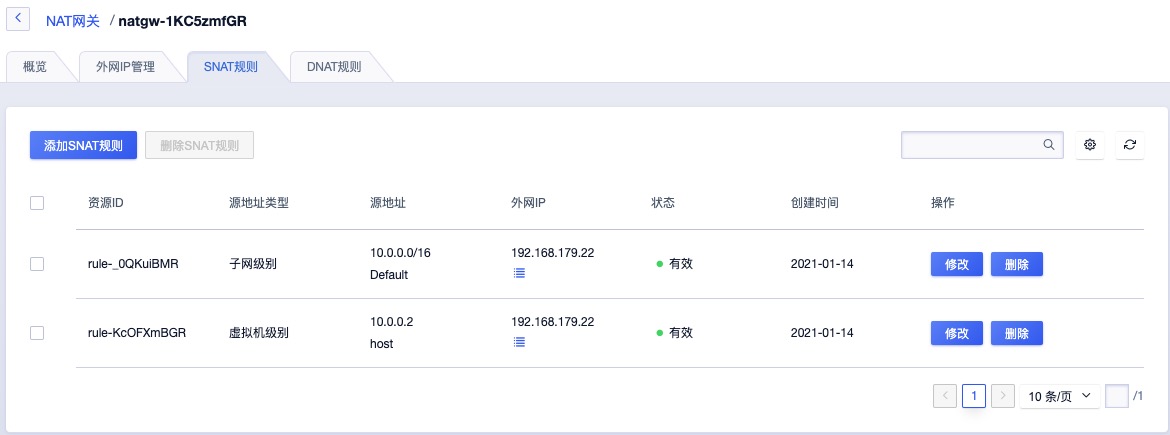 NAT网关 / natgw-1KC5zmfGR
概览 外网IP管理 SNAT规则 DNAT规则
添加SNAT规则 删除SNAT规则
资源ID 源地址类型 源地址 外网IP 状态 创建时间 操作
rule-_0QKuiBMR 子网级别 10.0.0.0/16 Default 192.168.179.22 有效 2021-01-14 修改 删除
rule-KcOFXmBGR 虚拟机级别 10.0.0.2 host 192.168.179.22 有效 2021-01-14 修改 删除
1 10 条/页 /1